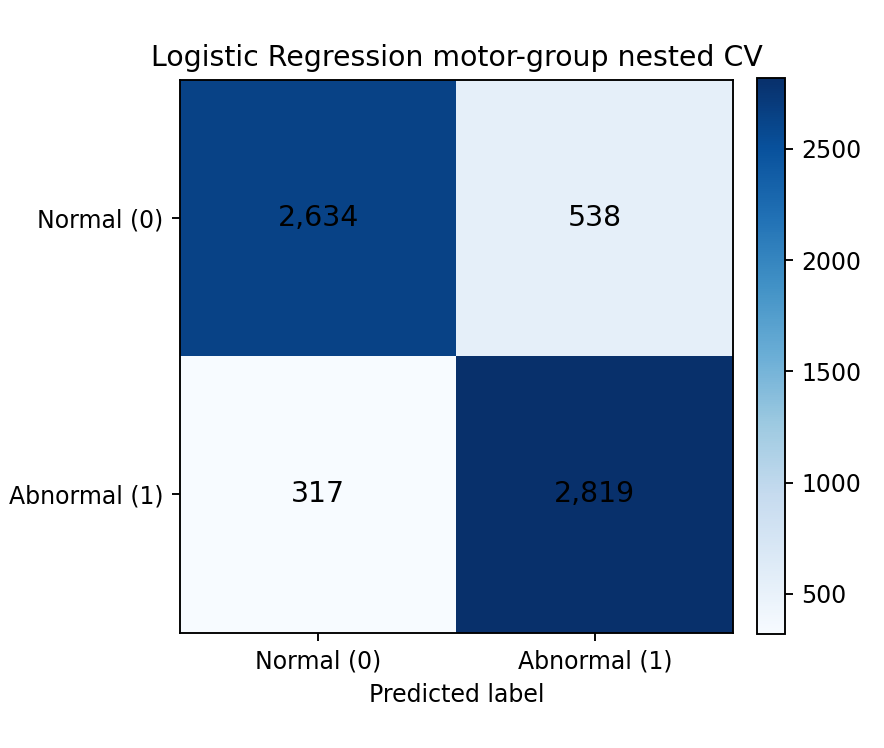 Logistic Regression motor-group nested CV
2500
Normal (0)
2,634
538
2000
1500
1000
Abnormal (1)
317
2,819
500
Normal (0)
Abnormal (1)
Predicted label